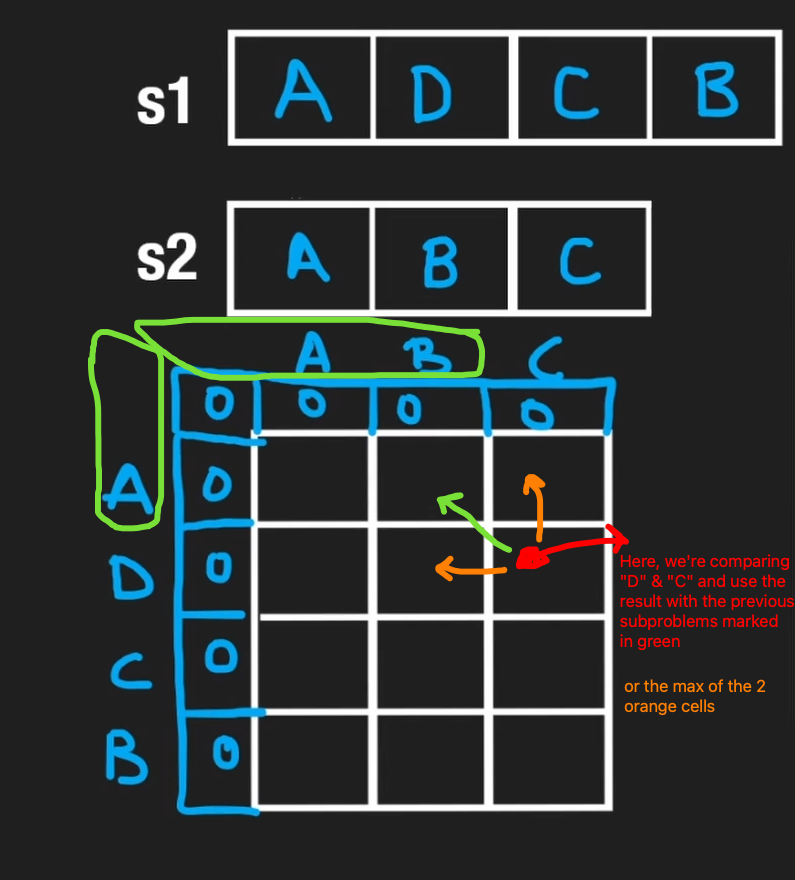 s1 A D C B
s2 A B C
A B C
0 0 0 0
A 0
D 0
Here, we're comparing
"D" & "C" and use the
result with the previous
subproblems marked
in green
C 0
or the max of the 2
orange cells
B 0